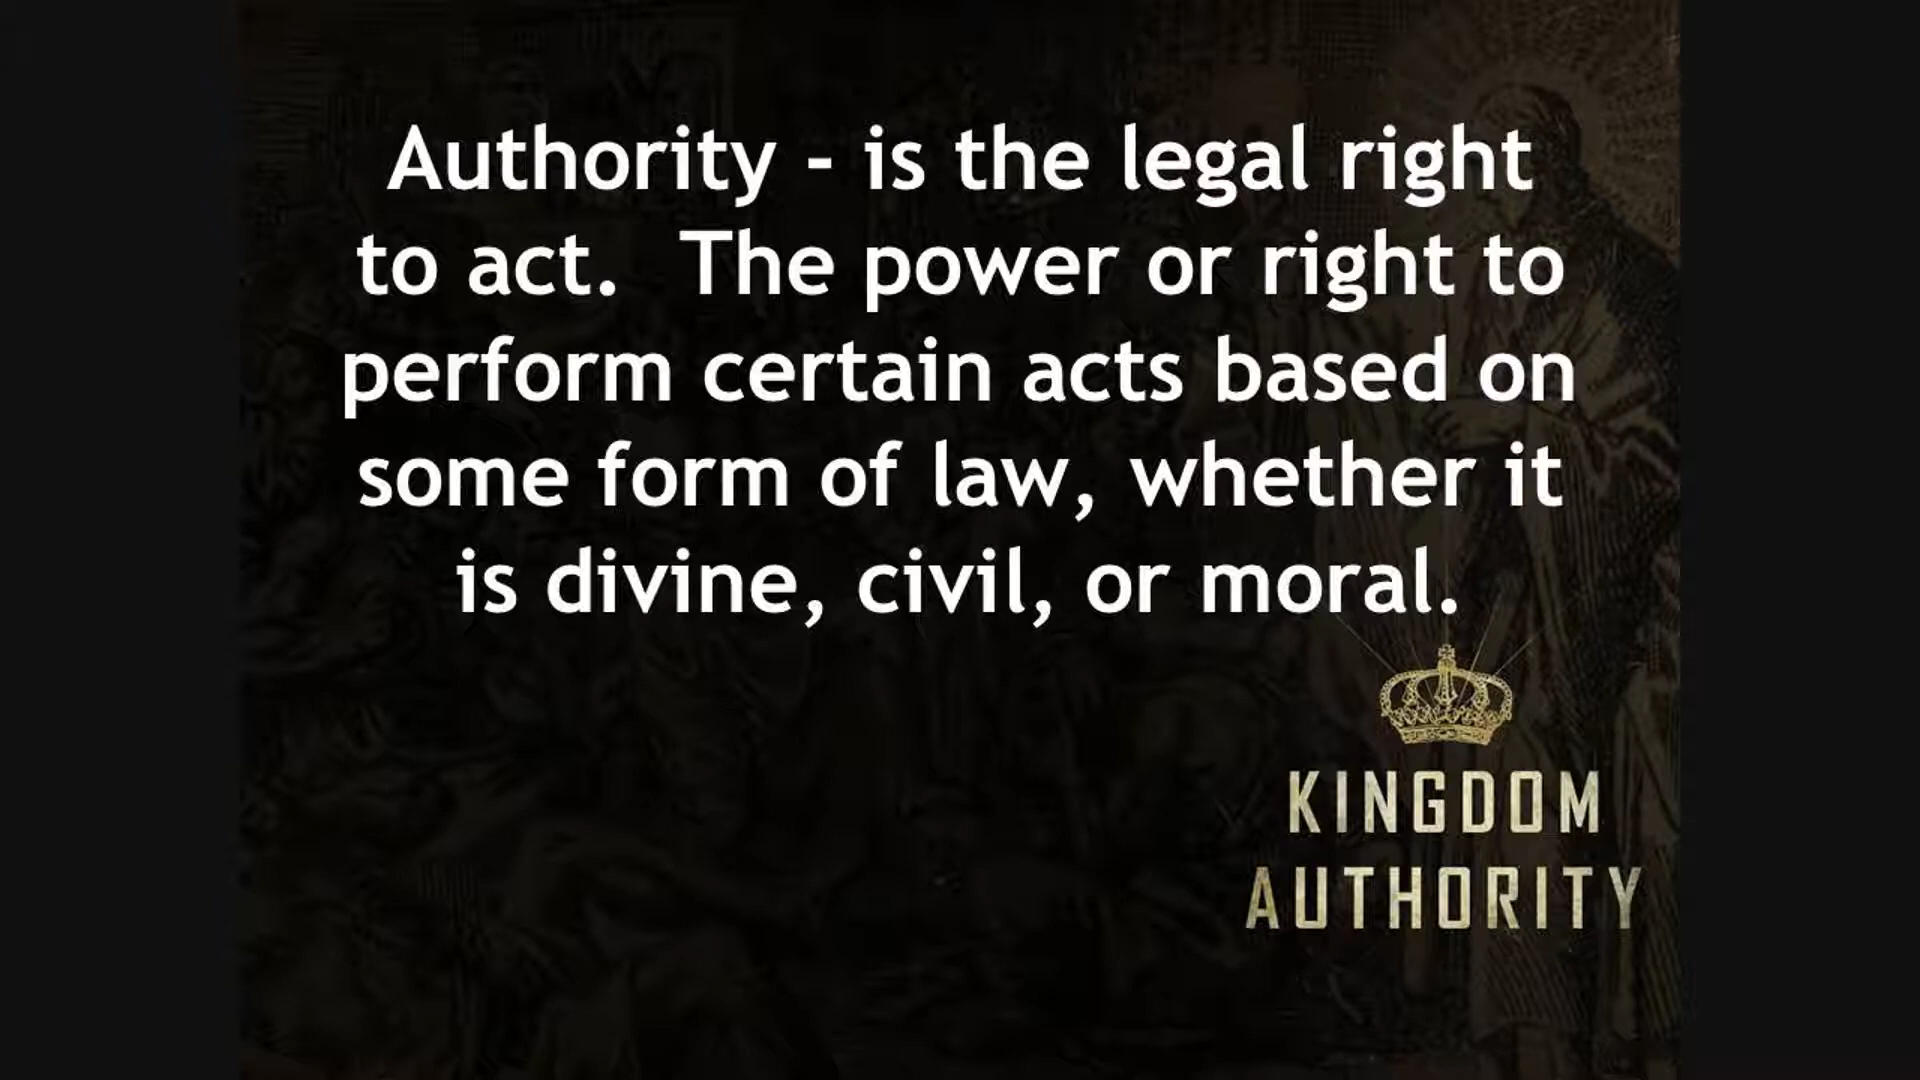 Authority - is the legal right
to act.  The power or right to
perform certain acts based on
some form of law, whether it
is divine, civil, or moral.
KINGDOM
AUTHORITY